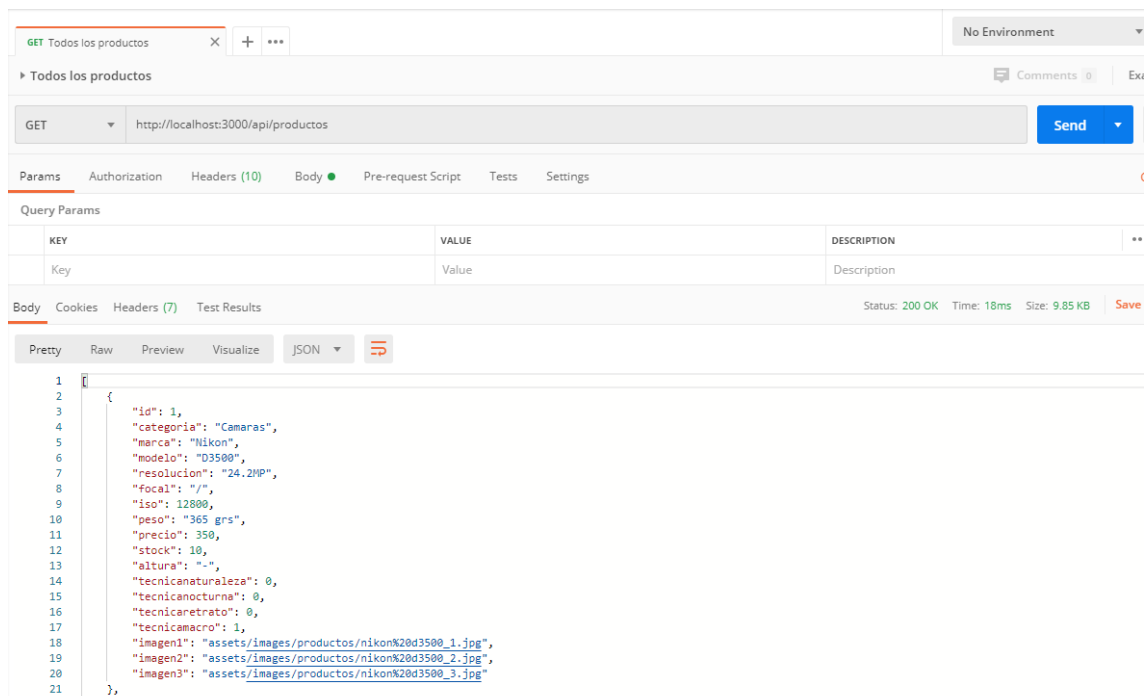 GET Todos los productos
No Environment
Todos los productos
Comments 0
Exa
GET http://localhost:3000/api/productos Send
Params Authorization Headers (10) Body Pre-request Script Tests Settings
Query Params
KEY VALUE DESCRIPTION
Key Value Description
Body Cookies Headers (7) Test Results Status: 200 OK Time: 18ms Size: 9.85 KB Save
Pretty Raw Preview Visualize JSON
1 [
2 {
3 "id": 1,
4 "categoria": "Camaras",
5 "marca": "Nikon",
6 "modelo": "D3500",
7 "resolucion": "24.2MP",
8 "focal": "/",
9 "iso": 12800,
10 "peso": "365 grs",
11 "precio": 350,
12 "stock": 10,
13 "altura": "-",
14 "tecnicanaturaleza": 0,
15 "tecnicanocturna": 0,
16 "tecnicaretrato": 0,
17 "tecnicamacro": 1,
18 "imagen1": "assets/images/productos/nikon%20d3500_1.jpg",
19 "imagen2": "assets/images/productos/nikon%20d3500_2.jpg",
20 "imagen3": "assets/images/productos/nikon%20d3500_3.jpg"
21 },